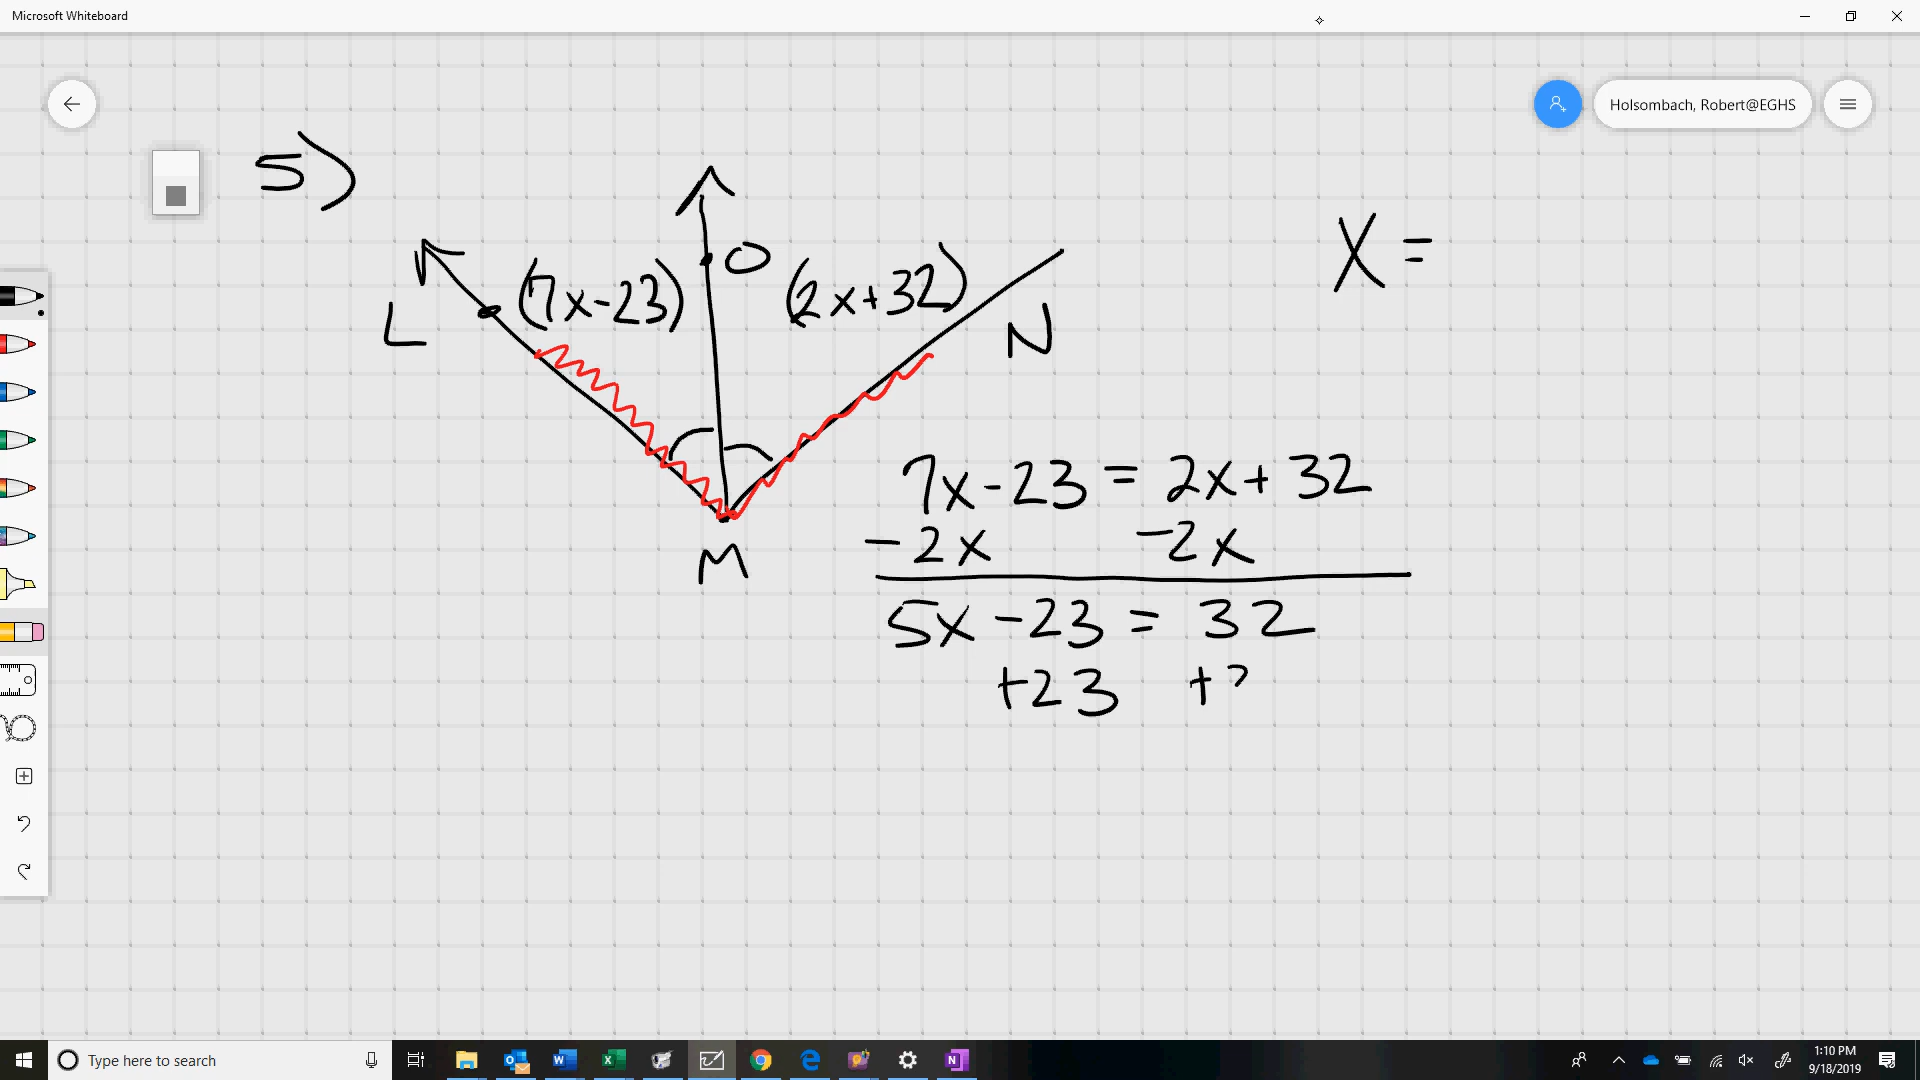 Microsoft Whiteboard
Holsombach, Robert@EGHS
5)
X =
O
(7x-23)
(2x+32)
L
N
M
7x-23 = 2x+32
-2x -2x
5x -23 = 32
+23 +2
Type here to search
1:10 PM
9/18/2019